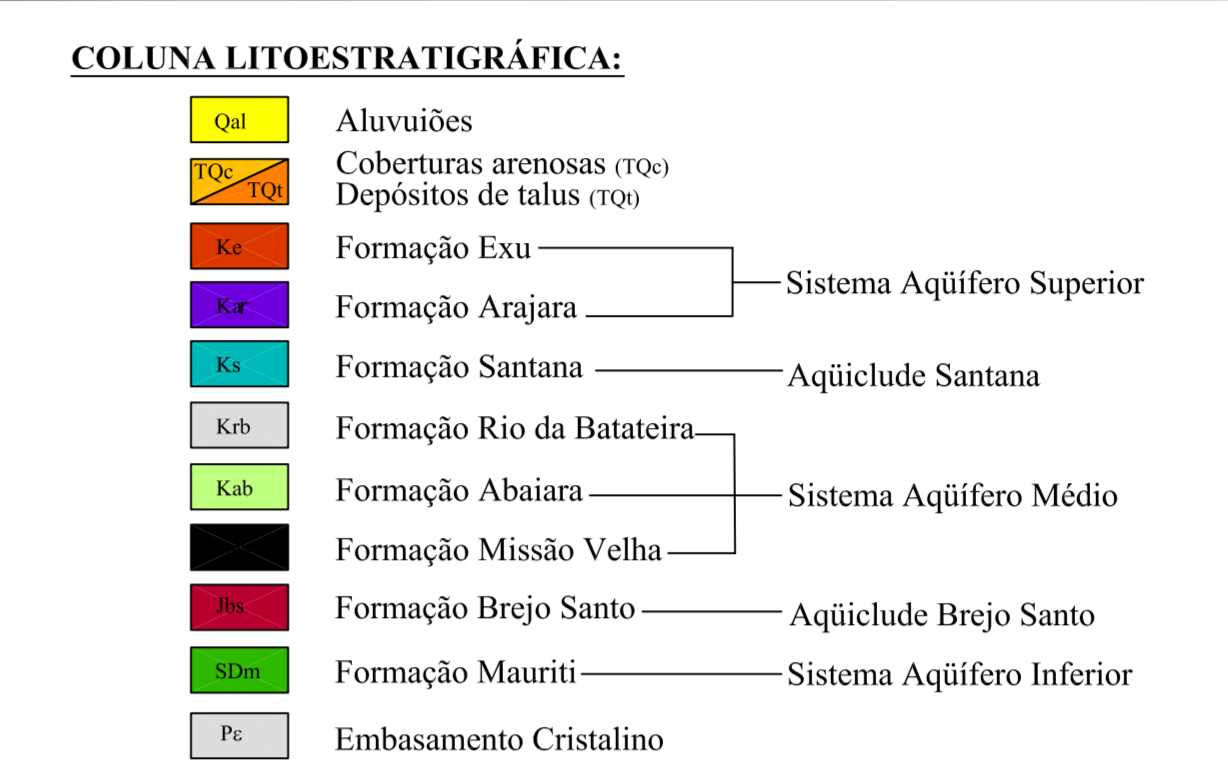 COLUNA LITOESTRATIGRÁFICA:
Qal Aluvuiões
TQc Coberturas arenosas (TQc)
TQt Depósitos de talus (TQt)
Ke Formação Exu
Sistema Aqüífero Superior
Kar Formação Arajara
Ks Formação Santana Aqüiclude Santana
Krb Formação Rio da Batateira
Kab Formação Abaiara Sistema Aqüífero Médio
Formação Missão Velha
Jbs Formação Brejo Santo Aqüiclude Brejo Santo
SDm Formação Mauriti Sistema Aqüífero Inferior
Pε Embasamento Cristalino